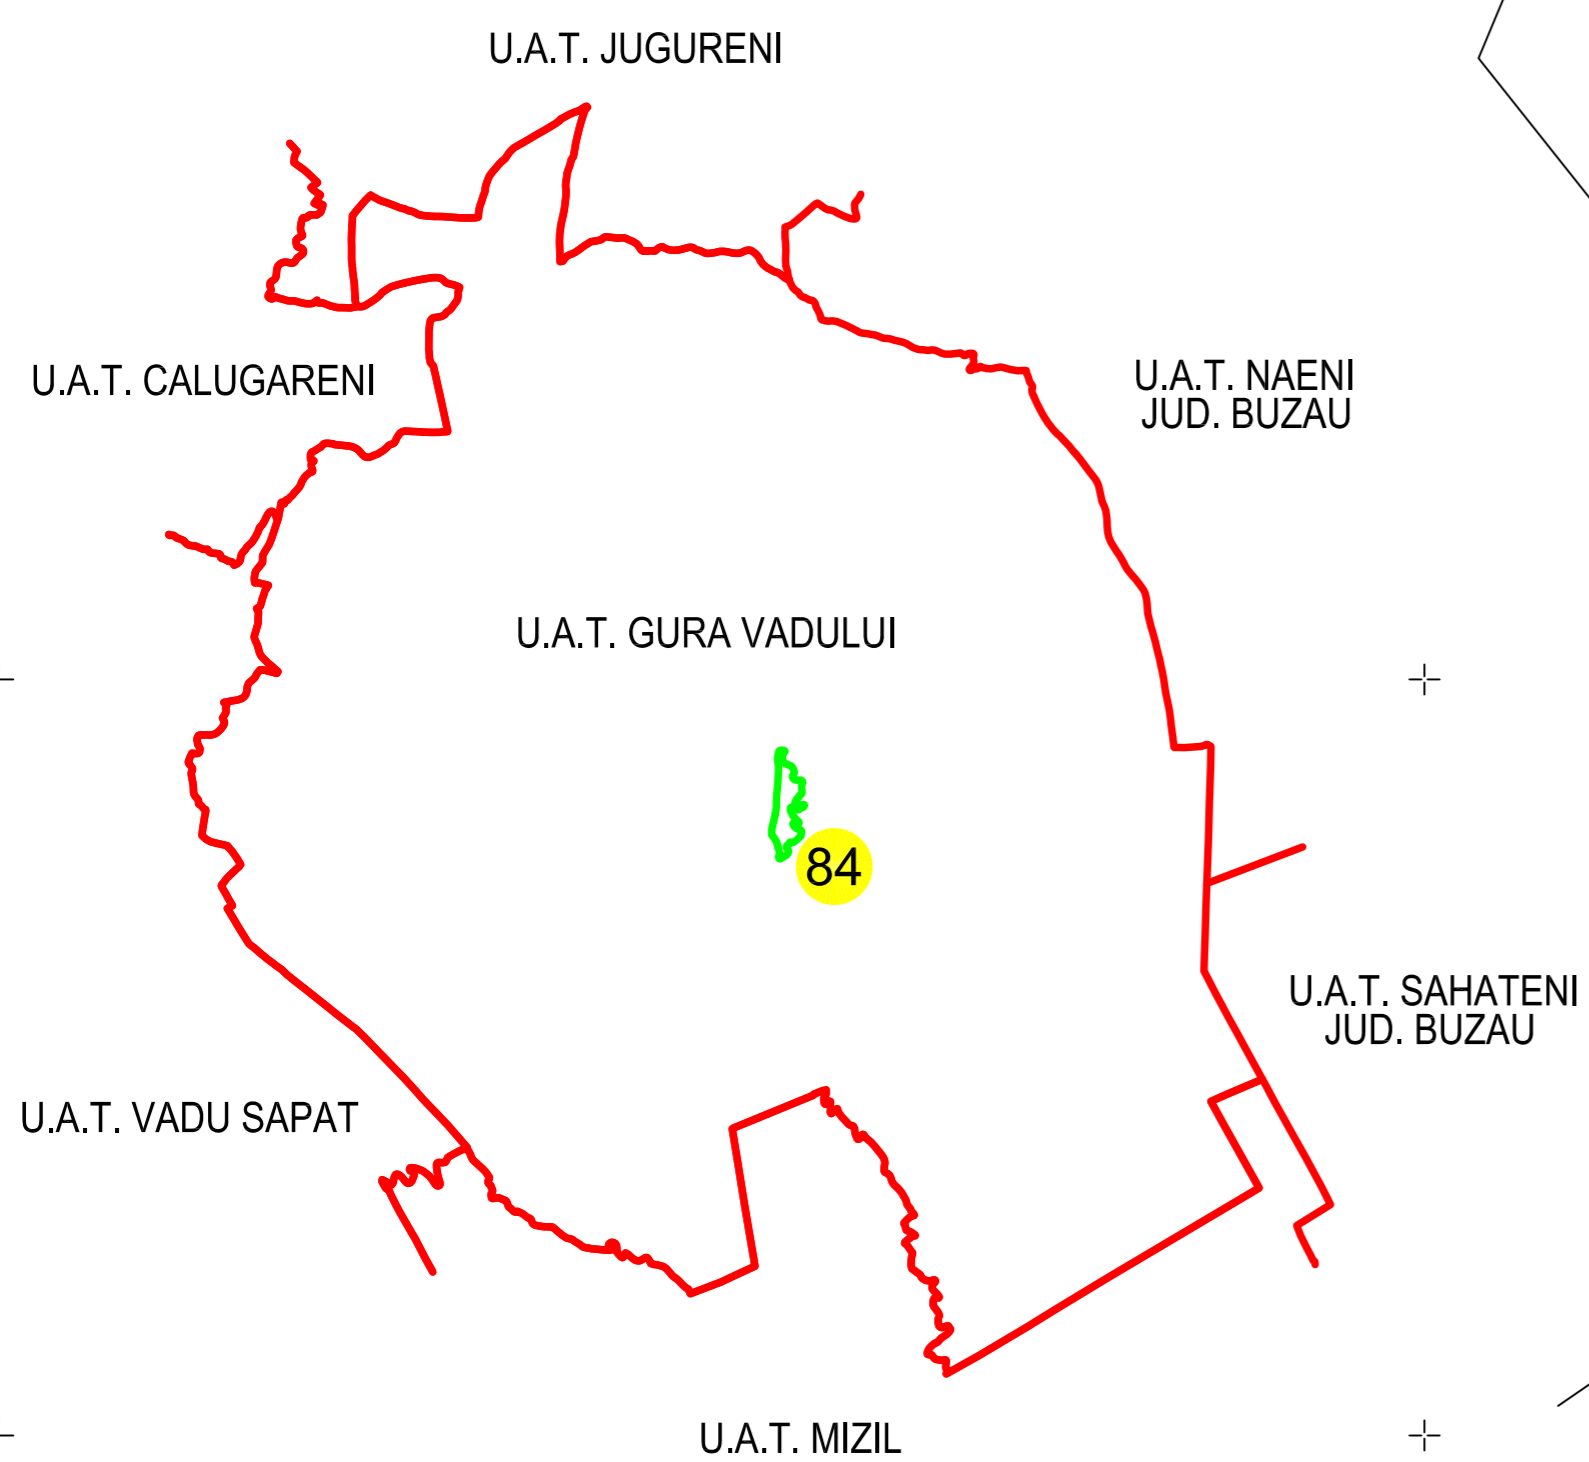 U.A.T. JUGURENI
U.A.T. CALUGARENI
U.A.T. NAENI
JUD. BUZAU
U.A.T. GURA VADULUI
84
U.A.T. SAHATENI
JUD. BUZAU
U.A.T. VADU SAPAT
U.A.T. MIZIL